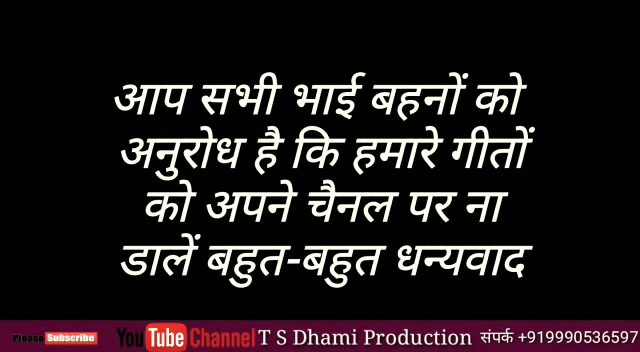 आप सभी भाई बहनों को
अनुरोध है कि हमारे गीतों
को अपने चैनल पर ना
डालें बहुत-बहुत धन्यवाद
Please Subscribe YouTube Channel T S Dhami Production संपर्क +919990536597